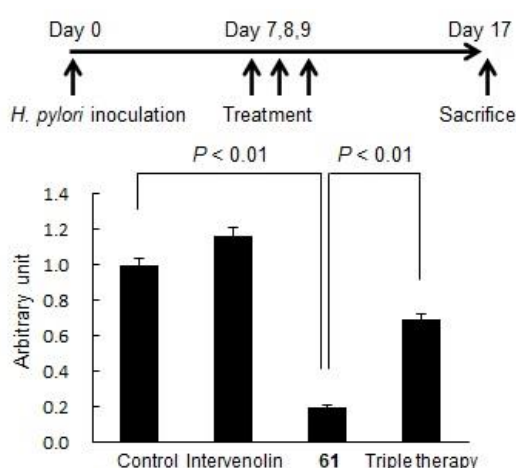 Day 0 Day 7,8,9 Day 17
H. pylori inoculation Treatment Sacrifice
P < 0.01 P < 0.01
Arbitrary unit
1.4
1.2
1.0
0.8
0.6
0.4
0.2
0.0
Control Intervenolin 61 Triple therapy